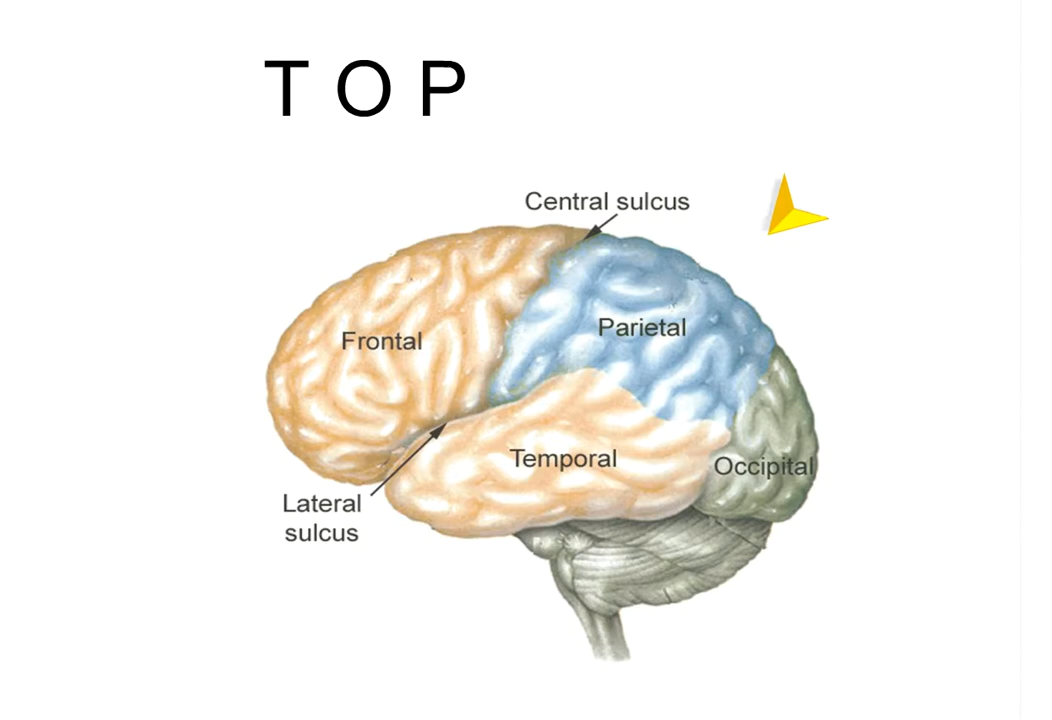 T O P
Central sulcus
Frontal
Parietal
Temporal
Occipital
Lateral
sulcus